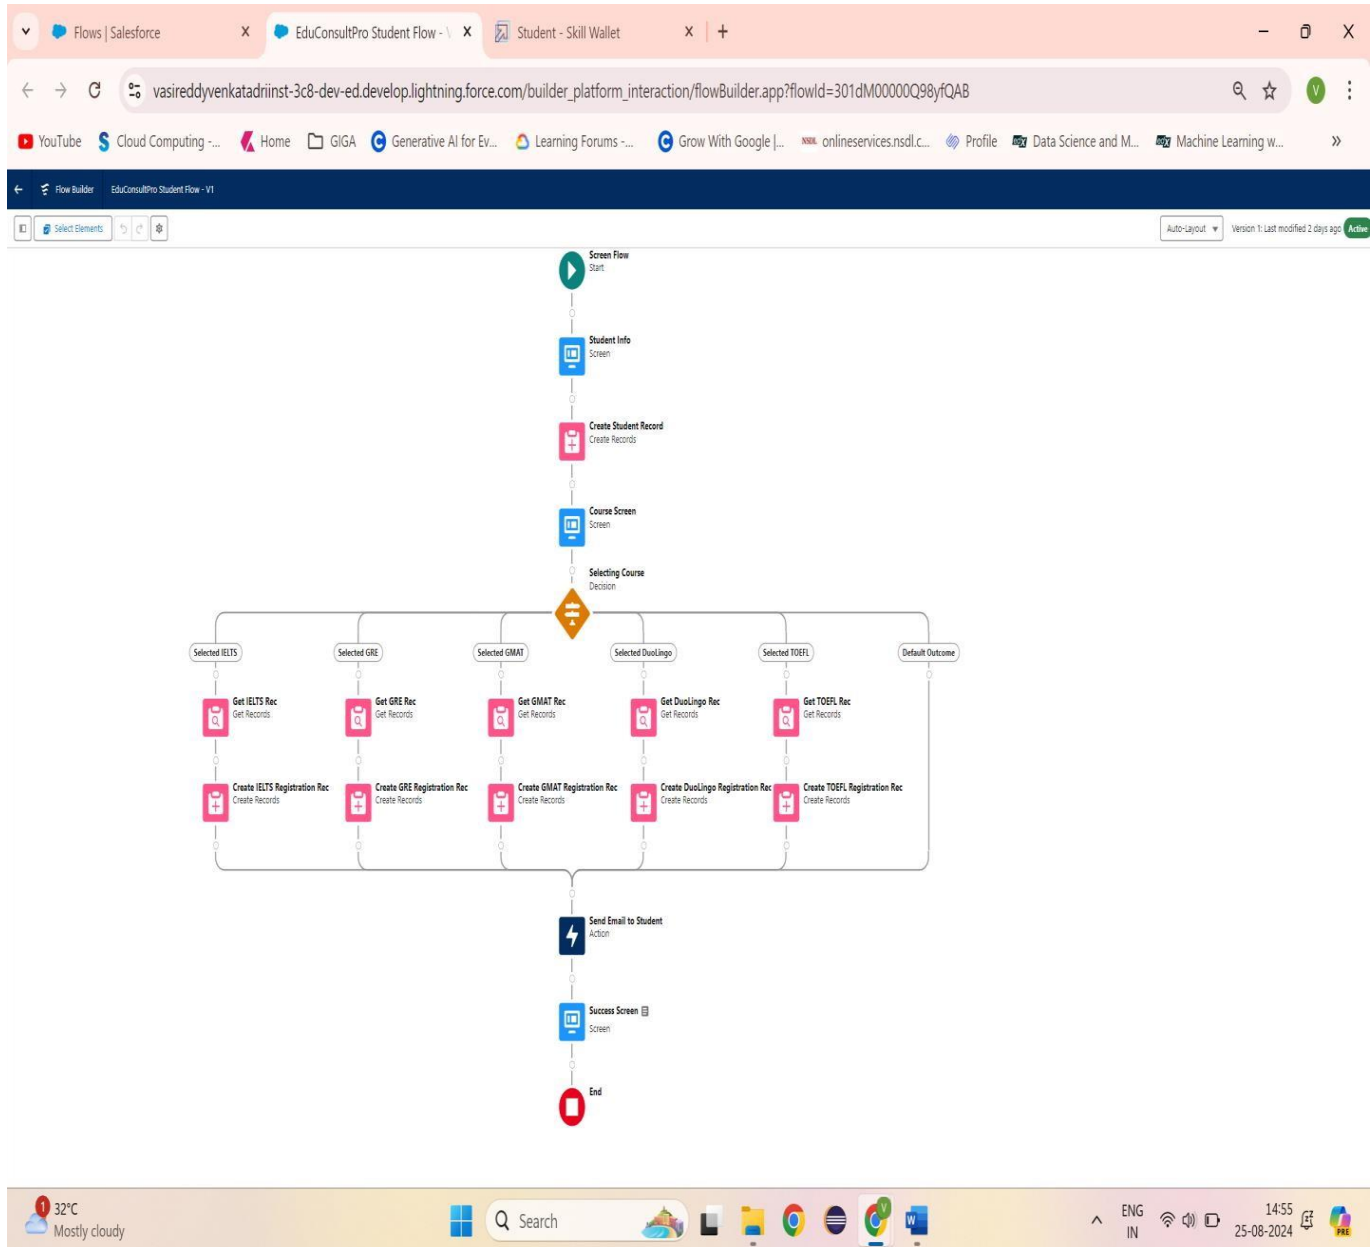 Flows | Salesforce
EduConsultPro Student Flow - V
Student - Skill Wallet
vasireddyvenkatadriinst-3c8-dev-ed.develop.lightning.force.com/builder_platform_interaction/flowBuilder.app?flowId=301dM00000Q98yfQAB
V
YouTube
Cloud Computing -...
Home
GIGA
Generative AI for Ev...
Learning Forums -...
Grow With Google |...
NSDL onlineservices.nsdl.c...
Profile
Data Science and M...
Machine Learning w...
Flow Builder
EduConsultPro Student Flow - V1
Select Elements
Auto-Layout
Version 1: Last modified 2 days ago
Active
Screen Flow
Start
Student Info
Screen
Create Student Record
Create Records
Course Screen
Screen
Selecting Course
Decision
Selected IELTS
Selected GRE
Selected GMAT
Selected DuoLingo
Selected TOEFL
Default Outcome
Get IELTS Rec
Get Records
Get GRE Rec
Get Records
Get GMAT Rec
Get Records
Get DuoLingo Rec
Get Records
Get TOEFL Rec
Get Records
Create IELTS Registration Rec
Create Records
Create GRE Registration Rec
Create Records
Create GMAT Registration Rec
Create Records
Create DuoLingo Registration Rec
Create Records
Create TOEFL Registration Rec
Create Records
Send Email to Student
Action
Success Screen
Screen
End
1
32°C
Mostly cloudy
Search
V
ENG
IN
14:55
25-08-2024
PRE